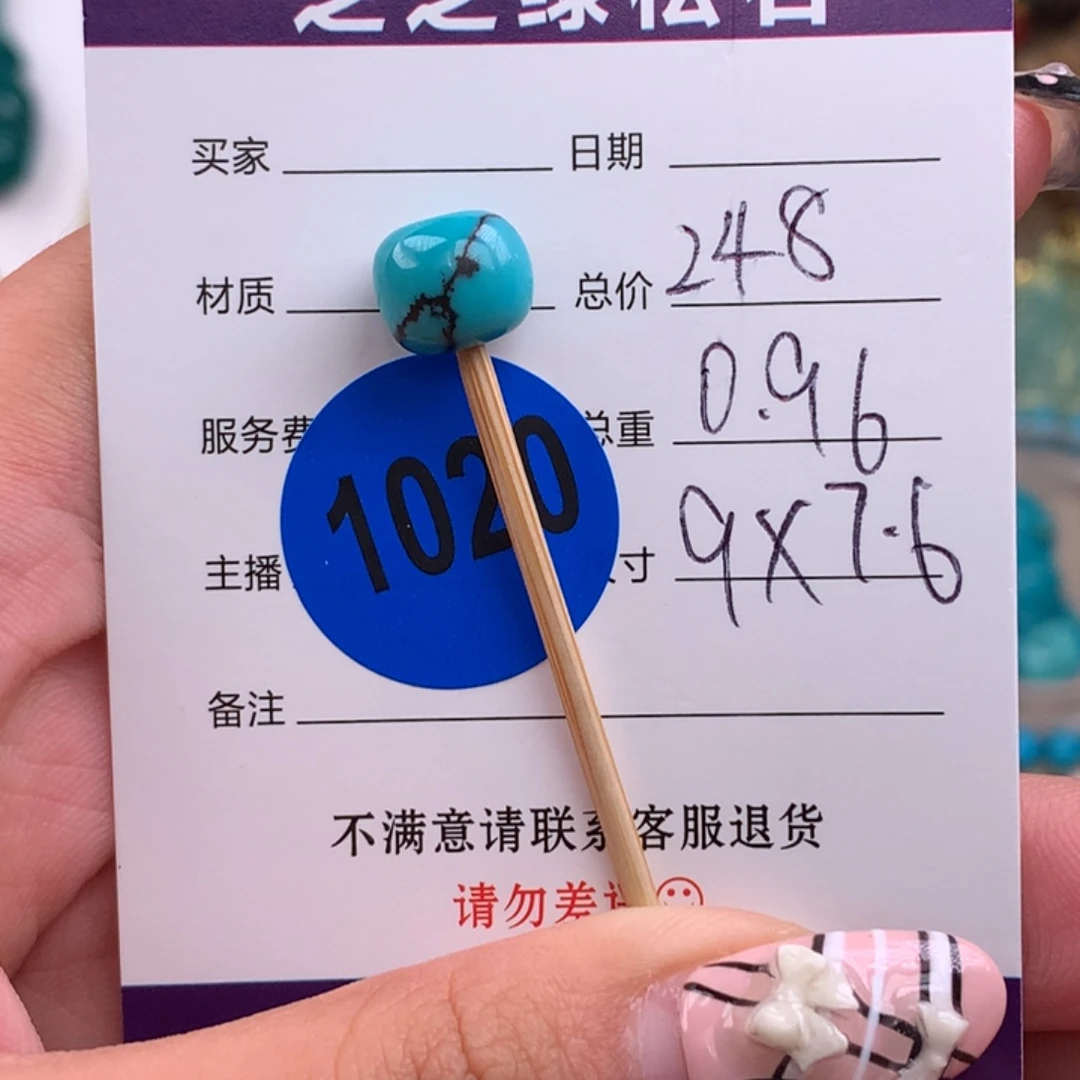 买家 日期
材质 总价 248
服务费 总重 0.96
1020
主播 寸 9X7.6
备注
不满意请联系客服退货
请勿差